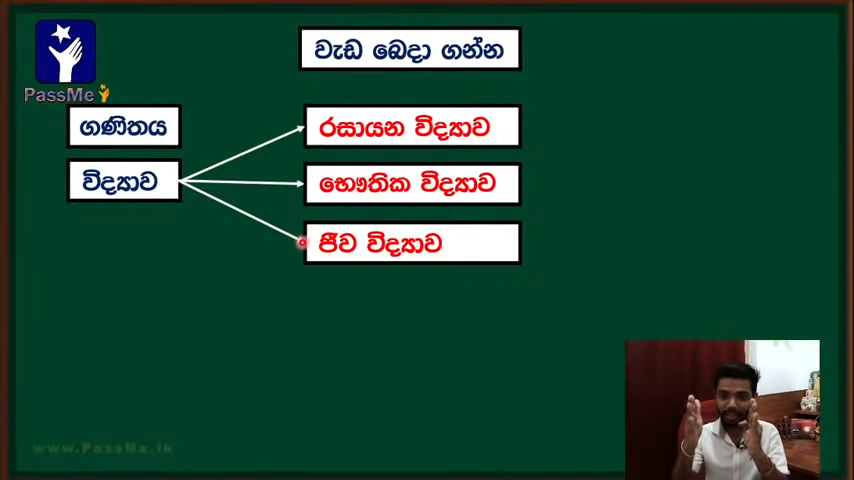 වැඩ බෙදා ගන්න
PassMe
ගණිතය
රසායන විද්‍යාව
විද්‍යාව
භෞතික විද්‍යාව
ජීව විද්‍යාව
www.PassMe.lk